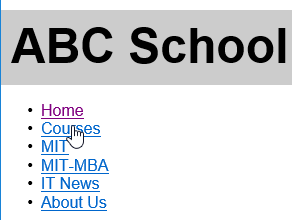 ABC School
Home
Courses
MIT
MIT-MBA
IT News
About Us